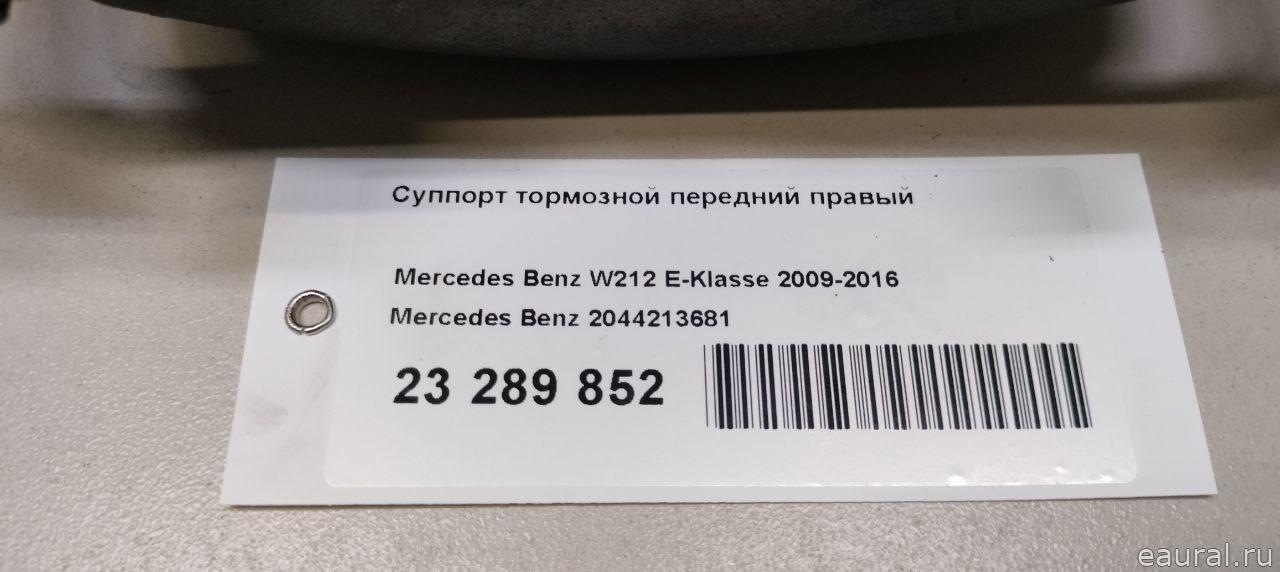 Суппорт тормозной передний правый
Mercedes Benz W212 E-Klasse 2009-2016
Mercedes Benz 2044213681
23 289 852
eaural.ru